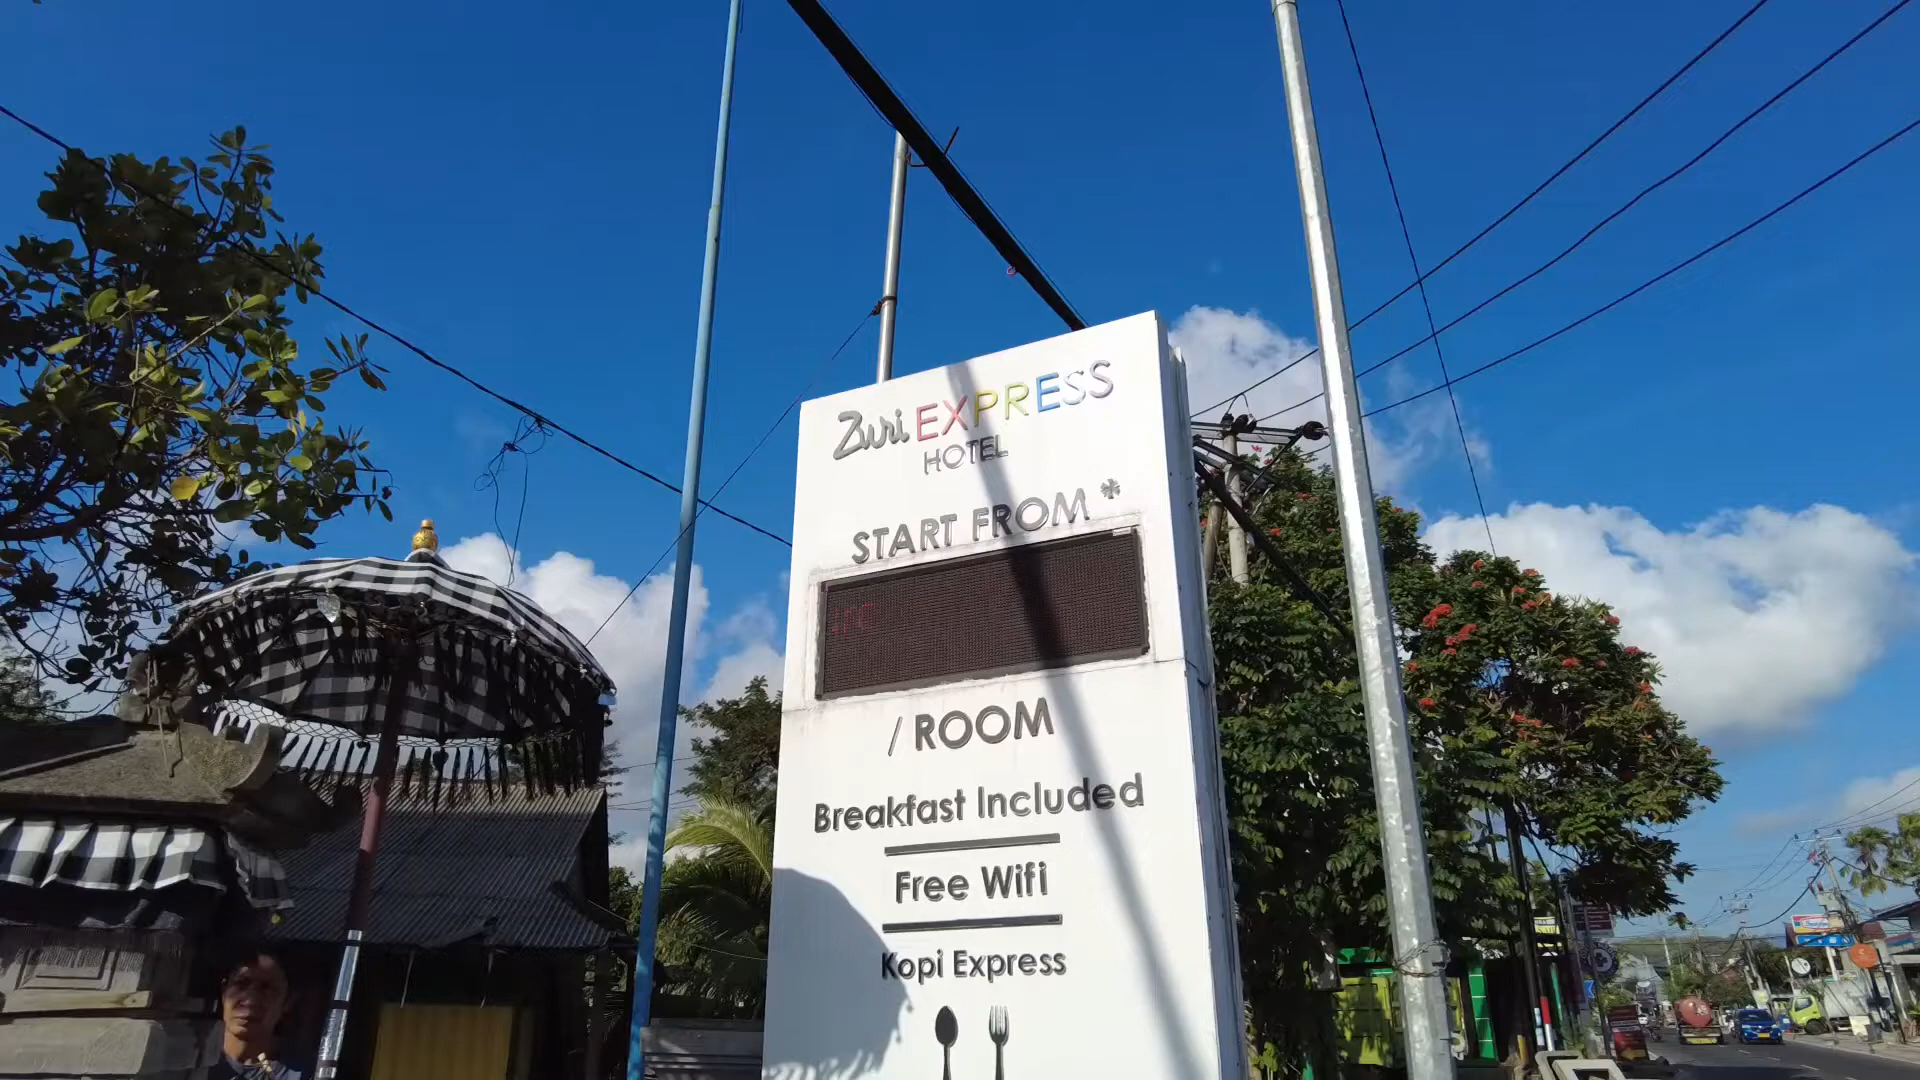 Zuri EXPRESS
HOTEL
START FROM *
/ ROOM
Breakfast Included
Free Wifi
Kopi Express